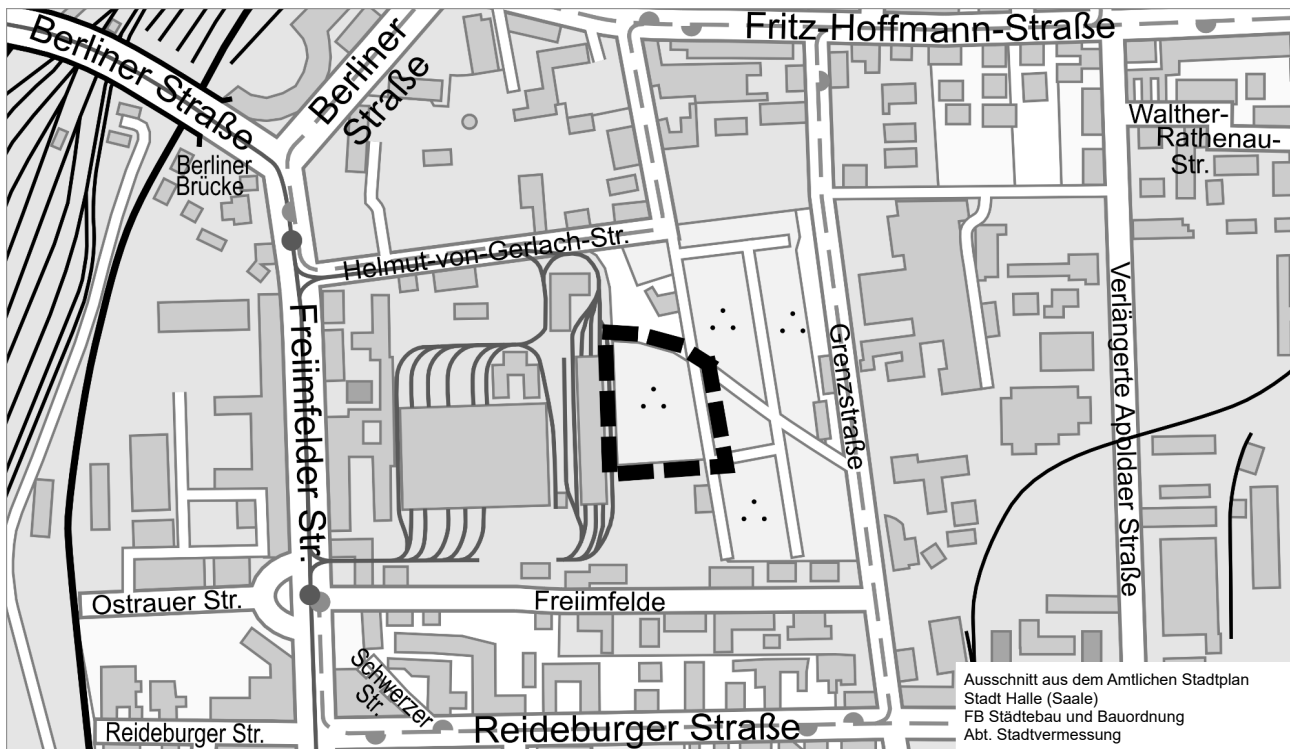 Fritz-Hoffmann-Straße
Berliner Straße
Berliner
Straße
Walther-
Rathenau-
Str.
Berliner
Brücke
Helmut-von-Gerlach-Str.
Freiimfelder Str.
Grenzstraße
Verlängerte Apoldaer Straße
Ostrauer Str.
Freiimfelde
Schwerzer
Str.
Reideburger Str.
Reideburger Straße
Ausschnitt aus dem Amtlichen Stadtplan
Stadt Halle (Saale)
FB Städtebau und Bauordnung
Abt. Stadtvermessung